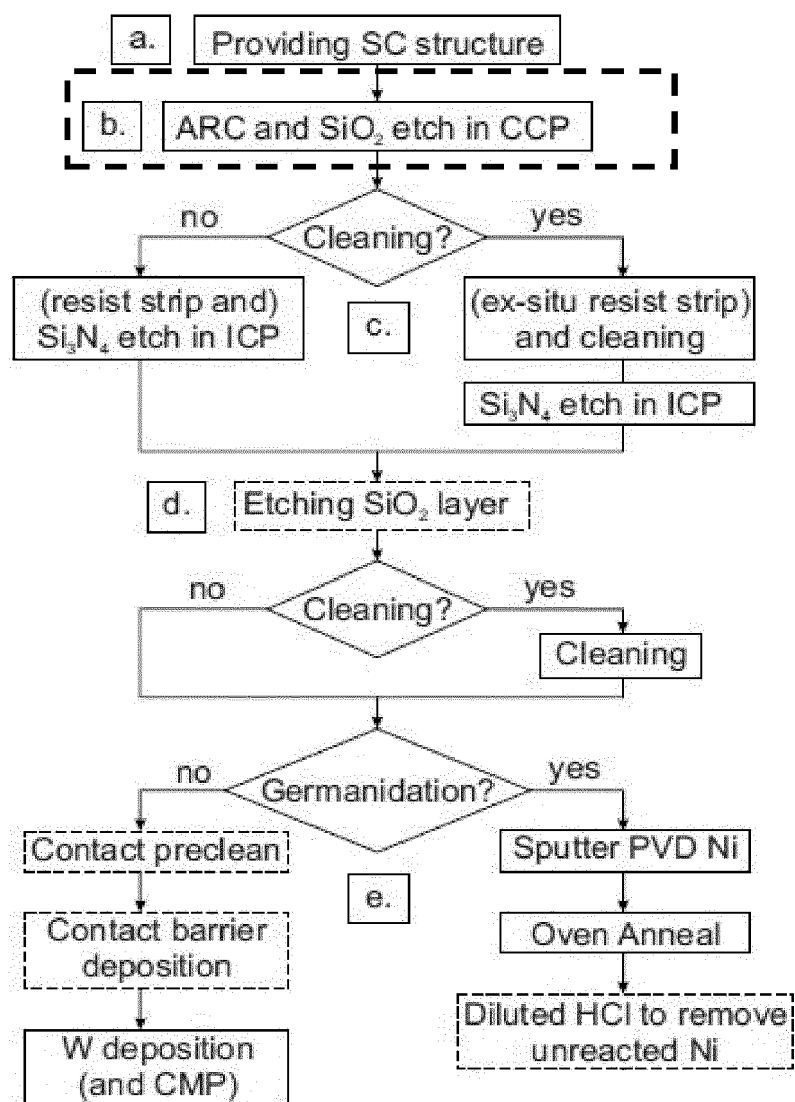 a.
Providing SC structure
b.
ARC and SiO₂ etch in CCP
no
yes
Cleaning?
(resist strip and)
Si₃N₄ etch in ICP
c.
(ex-situ resist strip)
and cleaning
Si₃N₄ etch in ICP
d.
Etching SiO₂ layer
no
yes
Cleaning?
Cleaning
no
yes
Germanidation?
Contact preclean
Sputter PVD Ni
e.
Contact barrier
deposition
Oven Anneal
W deposition
(and CMP)
Diluted HCl to remove
unreacted Ni